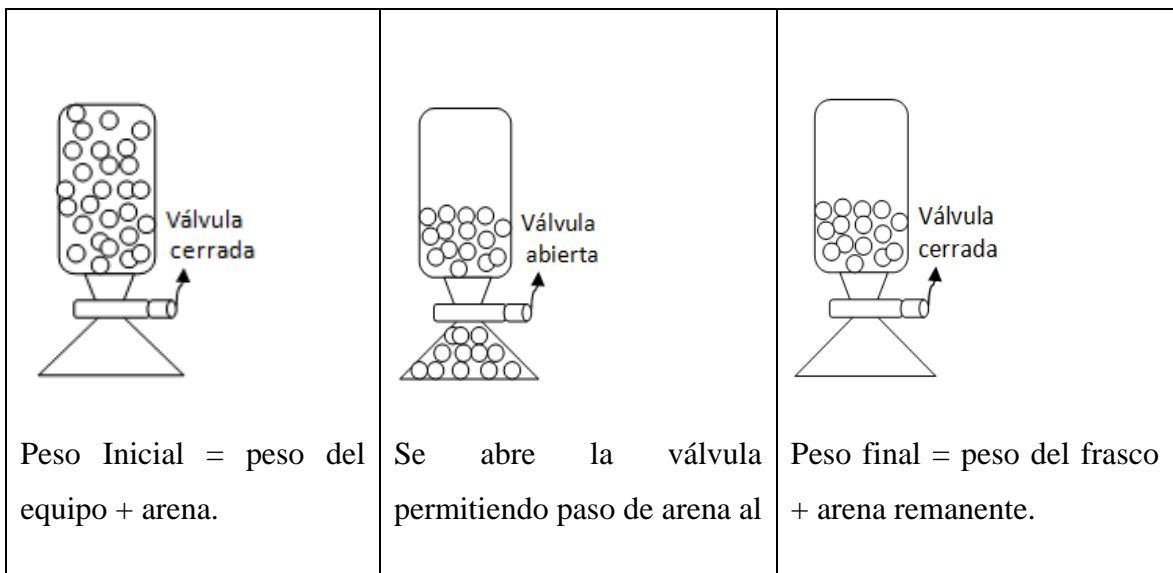 Válvula
cerrada
Válvula
abierta
Válvula
cerrada
Peso Inicial = peso del
equipo + arena.
Se abre la válvula
permitiendo paso de arena al
Peso final = peso del frasco
+ arena remanente.